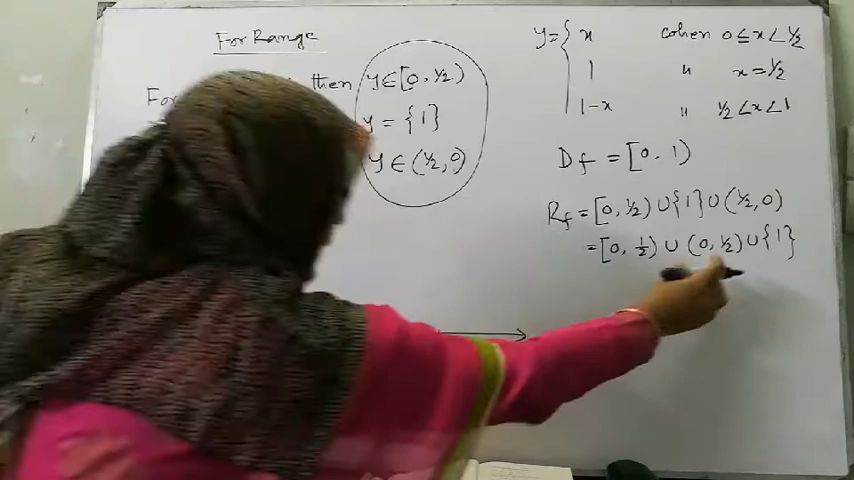 For Range
For then y∈[0, ½)
y = {1}
y ∈ (½, 0)
y = { x when 0≤x<½
1 " x=½
1-x " ½<x<1
Df = [0, 1)
Rf = [0, ½) ∪ {1} ∪ (½, 0)
= [0, ½) ∪ (0, ½) ∪ {1}